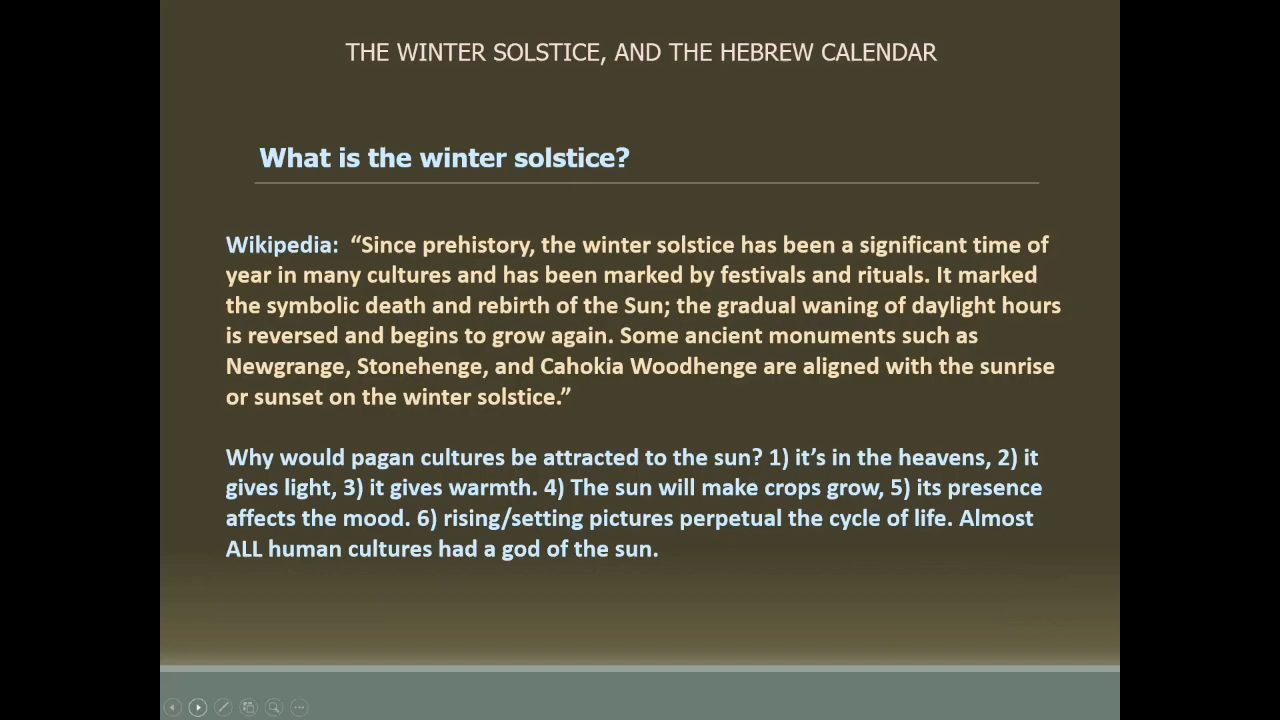 THE WINTER SOLSTICE, AND THE HEBREW CALENDAR
What is the winter solstice?
Wikipedia:  “Since prehistory, the winter solstice has been a significant time of
year in many cultures and has been marked by festivals and rituals. It marked
the symbolic death and rebirth of the Sun; the gradual waning of daylight hours
is reversed and begins to grow again. Some ancient monuments such as
Newgrange, Stonehenge, and Cahokia Woodhenge are aligned with the sunrise
or sunset on the winter solstice.”
Why would pagan cultures be attracted to the sun? 1) it’s in the heavens, 2) it
gives light, 3) it gives warmth. 4) The sun will make crops grow, 5) its presence
affects the mood. 6) rising/setting pictures perpetual the cycle of life. Almost
ALL human cultures had a god of the sun.